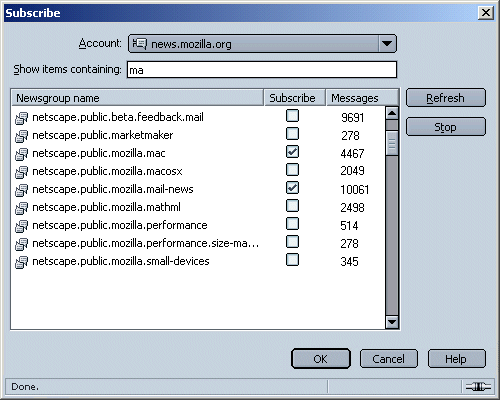 Subscribe
Account: news.mozilla.org
Show items containing: ma
Newsgroup name Subscribe Messages
netscape.public.beta.feedback.mail 9691
netscape.public.marketmaker 278
netscape.public.mozilla.mac 4467
netscape.public.mozilla.macosx 2049
netscape.public.mozilla.mail-news 10061
netscape.public.mozilla.mathml 2498
netscape.public.mozilla.performance 514
netscape.public.mozilla.performance.size-ma... 278
netscape.public.mozilla.small-devices 345
Refresh
Stop
OK Cancel Help
Done.